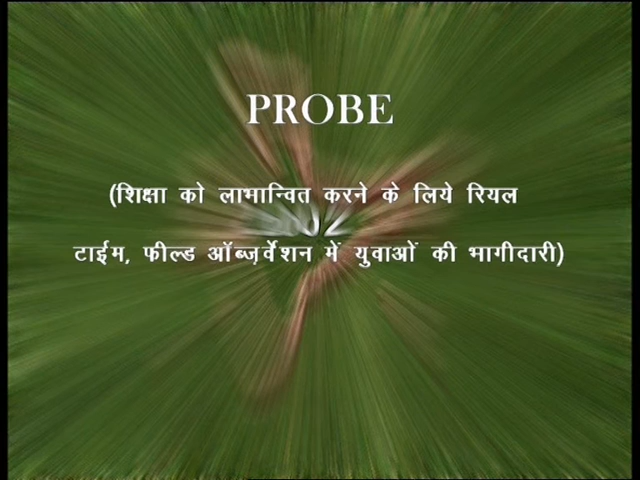 PROBE
(शिक्षा को लाभान्वित करने के लिये रियल
टाईम, फील्ड ऑब्ज़र्वेशन में युवाओं की भागीदारी)